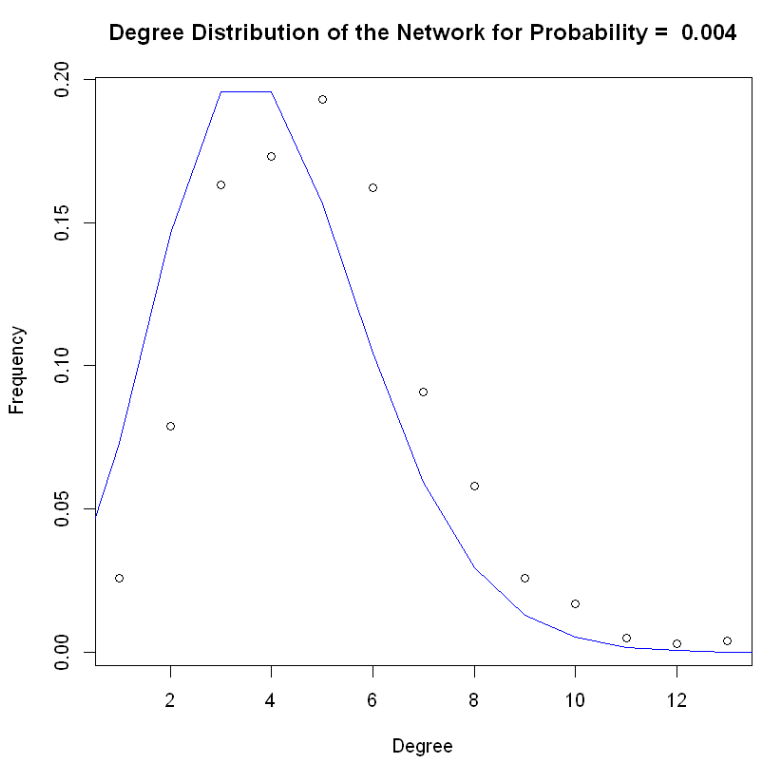 Degree Distribution of the Network for Probability = 0.004
0.20
0.15
0.10
0.05
0.00
Frequency
2 4 6 8 10 12
Degree